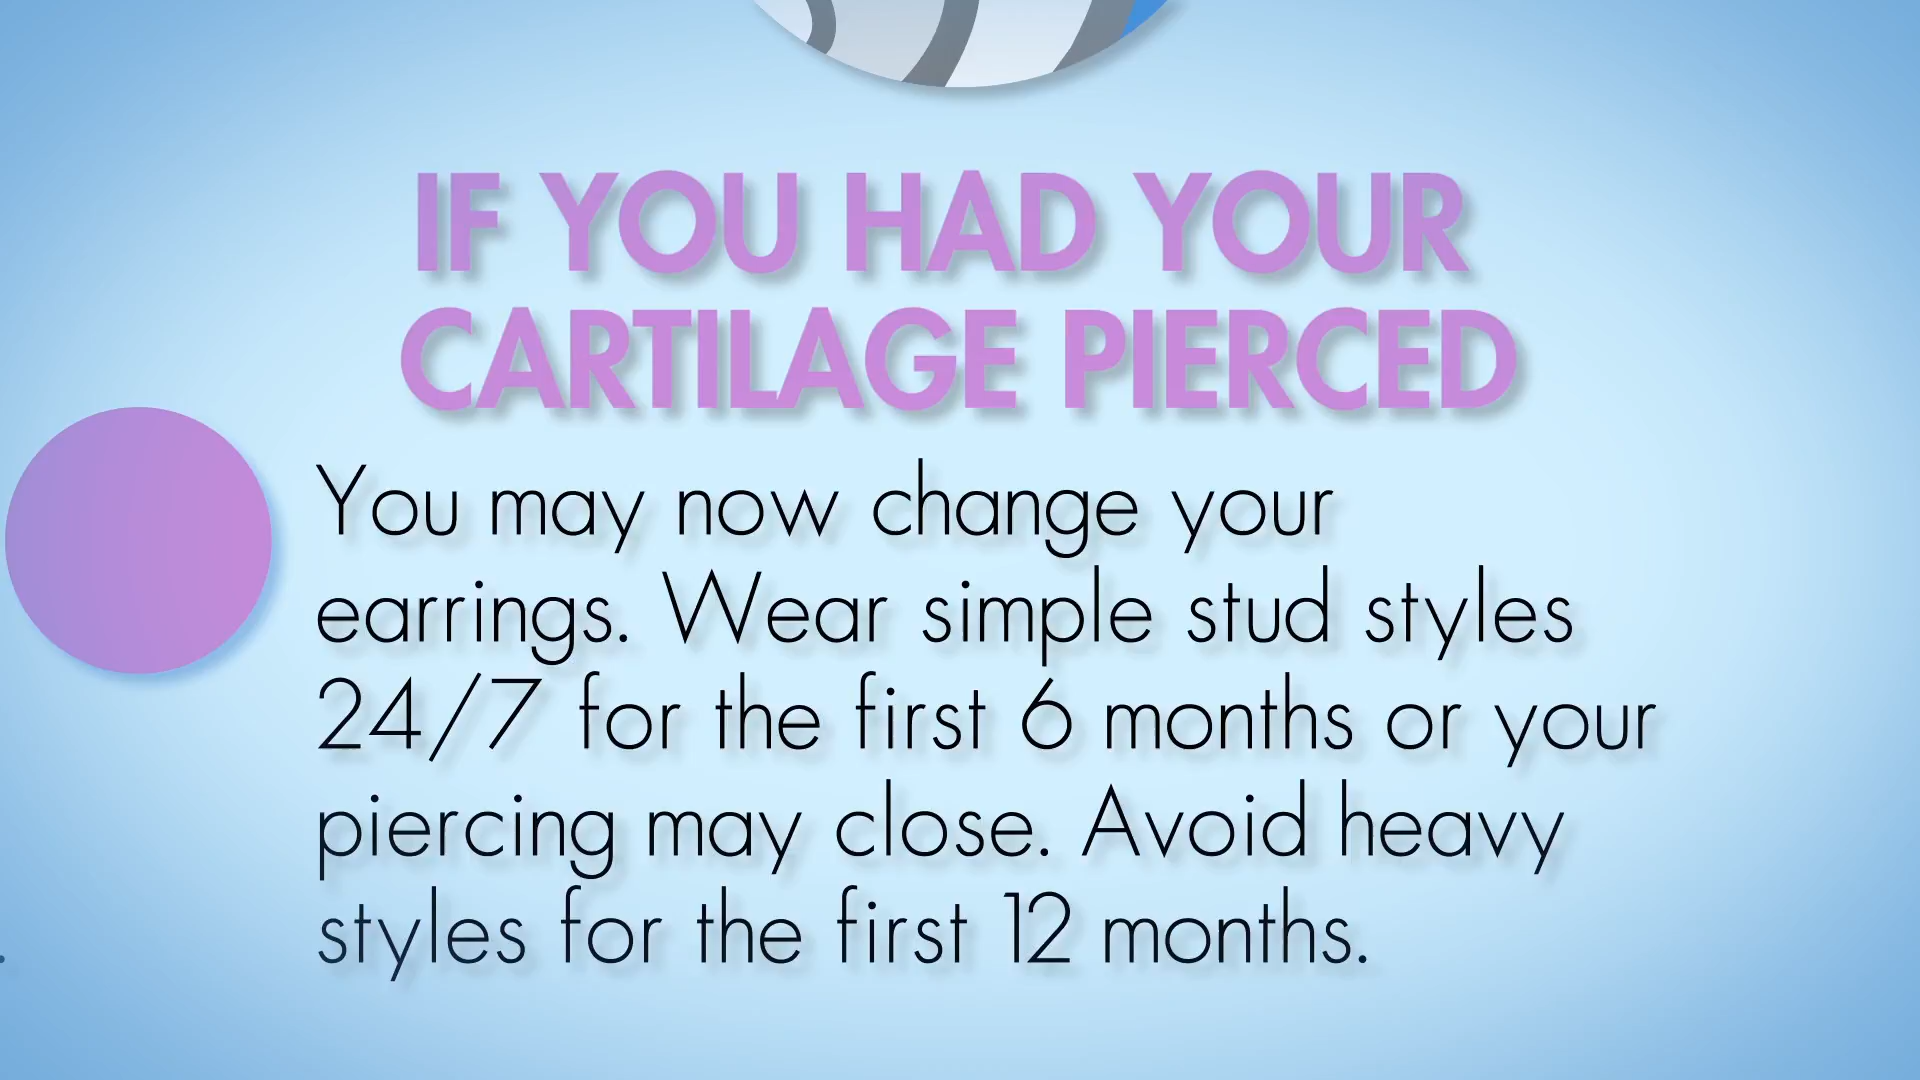 IF YOU HAD YOUR
CARTILAGE PIERCED
You may now change your
earrings. Wear simple stud styles
24/7 for the first 6 months or your
piercing may close. Avoid heavy
styles for the first 12 months.